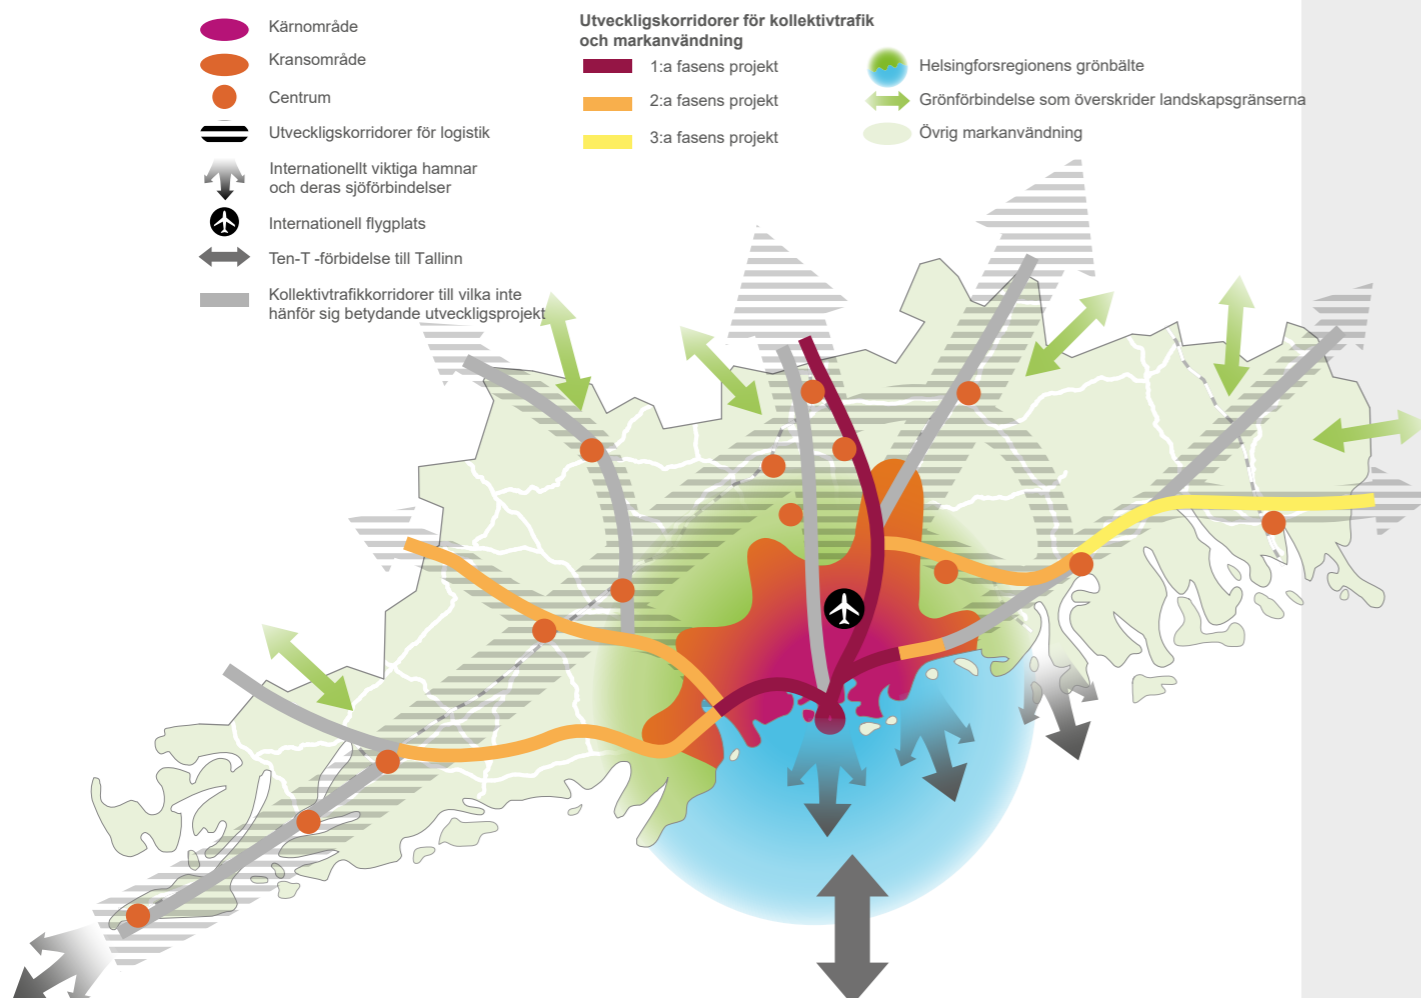 Kärnområde
Kransområde
Centrum
Utveckligskorridorer för logistik
Internationellt viktiga hamnar
och deras sjöförbindelser
Internationell flygplats
Ten-T -förbidelse till Tallinn
Kollektivtrafikkorridorer till vilka inte
hänför sig betydande utveckligsprojekt
Utveckligskorridorer för kollektivtrafik
och markanvändning
1:a fasens projekt
2:a fasens projekt
3:a fasens projekt
Helsingforsregionens grönbälte
Grönförbindelse som överskrider landskapsgränserna
Övrig markanvändning